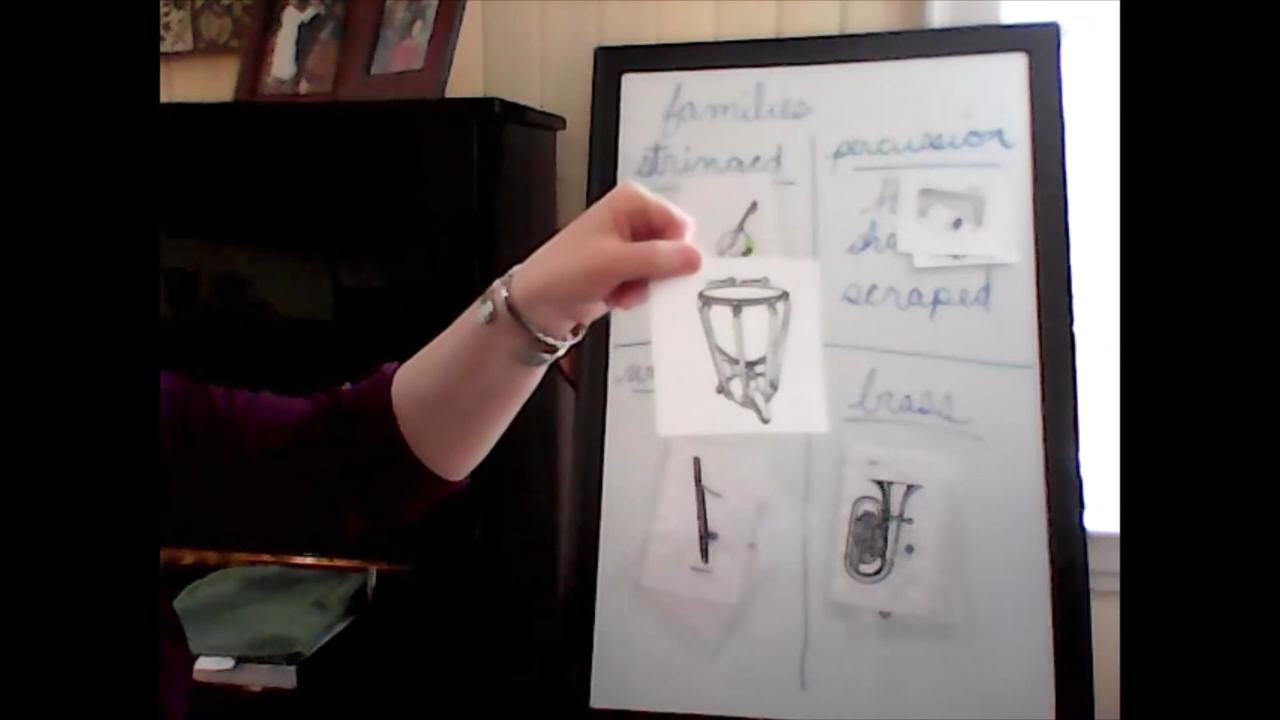 families
stringed
percussion
scraped
brass